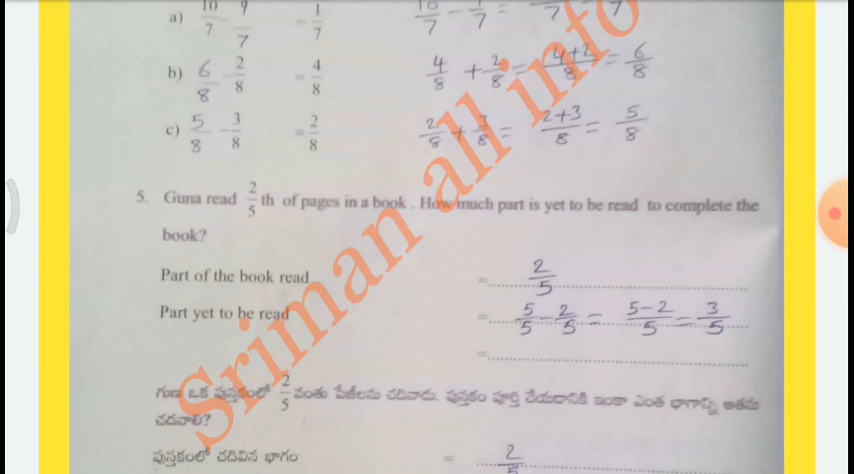 a) 10/7 - 9/7 = 1/7
b) 6/8 - 2/8 = 4/8 4/8 + 2/8 = 4+2/8 = 6/8
c) 5/8 - 3/8 = 2/8 2/8 + 3/8 = 2+3/8 = 5/8
5. Guna read 2/5 th of pages in a book . How much part is yet to be read to complete the
book?
Part of the book read = 2/5
Part yet to be read = 5/5 - 2/5 = 5-2/5 = 3/5
=
గుణ ఒక పుస్తకంలో 2/5 వంతు పేజీలను చదివాడు. పుస్తకం పూర్తి చేయడానికి ఇంకా ఎంత భాగాన్ని అతను
చదవాలి?
పుస్తకంలో చదివిన భాగం = 2/5
Sriman all info